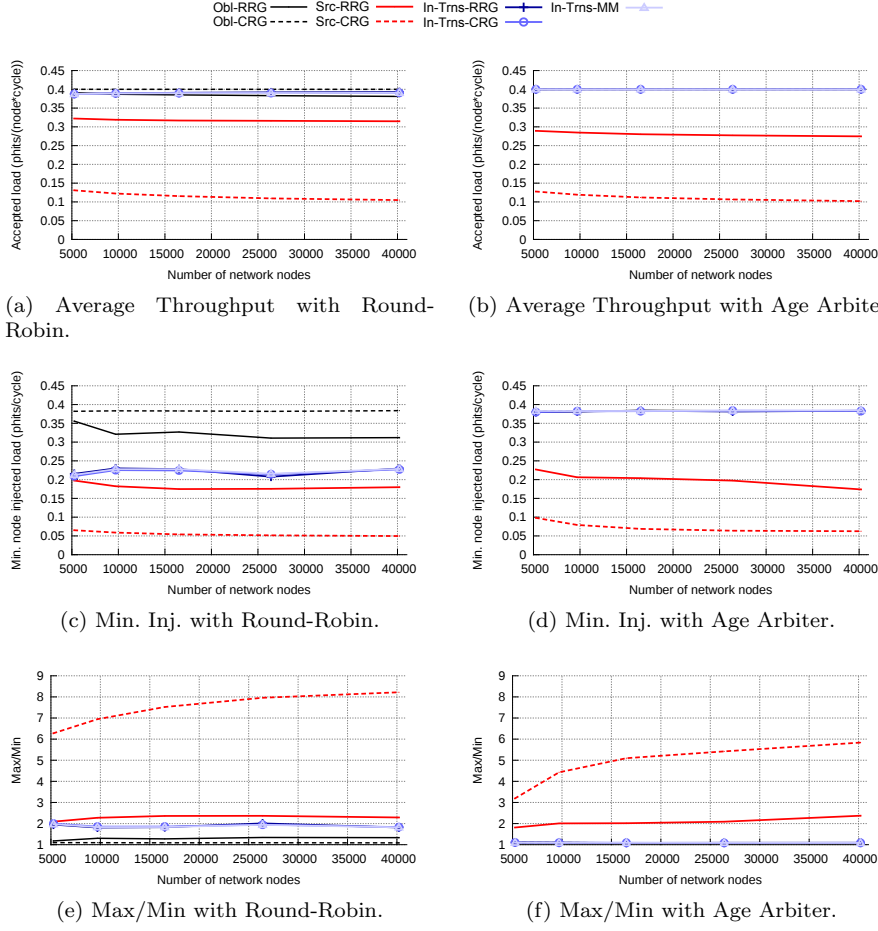 Obl-RRG Src-RRG In-Trns-RRG In-Trns-MM
Obl-CRG Src-CRG In-Trns-CRG
0.45
0.4
0.35
0.3
0.25
0.2
0.15
0.1
0.05
0
Accepted load (phits/(node*cycle))
5000 10000 15000 20000 25000 30000 35000 40000
Number of network nodes
(a) Average Throughput with Round-
Robin.
0.45
0.4
0.35
0.3
0.25
0.2
0.15
0.1
0.05
0
Accepted load (phits/(node*cycle))
5000 10000 15000 20000 25000 30000 35000 40000
Number of network nodes
(b) Average Throughput with Age Arbite
0.45
0.4
0.35
0.3
0.25
0.2
0.15
0.1
0.05
0
Min. node injected load (phits/cycle)
5000 10000 15000 20000 25000 30000 35000 40000
Number of network nodes
(c) Min. Inj. with Round-Robin.
0.45
0.4
0.35
0.3
0.25
0.2
0.15
0.1
0.05
0
Min. node injected load (phits/cycle)
5000 10000 15000 20000 25000 30000 35000 40000
Number of network nodes
(d) Min. Inj. with Age Arbiter.
9
8
7
6
5
4
3
2
1
Max/Min
5000 10000 15000 20000 25000 30000 35000 40000
Number of network nodes
(e) Max/Min with Round-Robin.
9
8
7
6
5
4
3
2
1
Max/Min
5000 10000 15000 20000 25000 30000 35000 40000
Number of network nodes
(f) Max/Min with Age Arbiter.